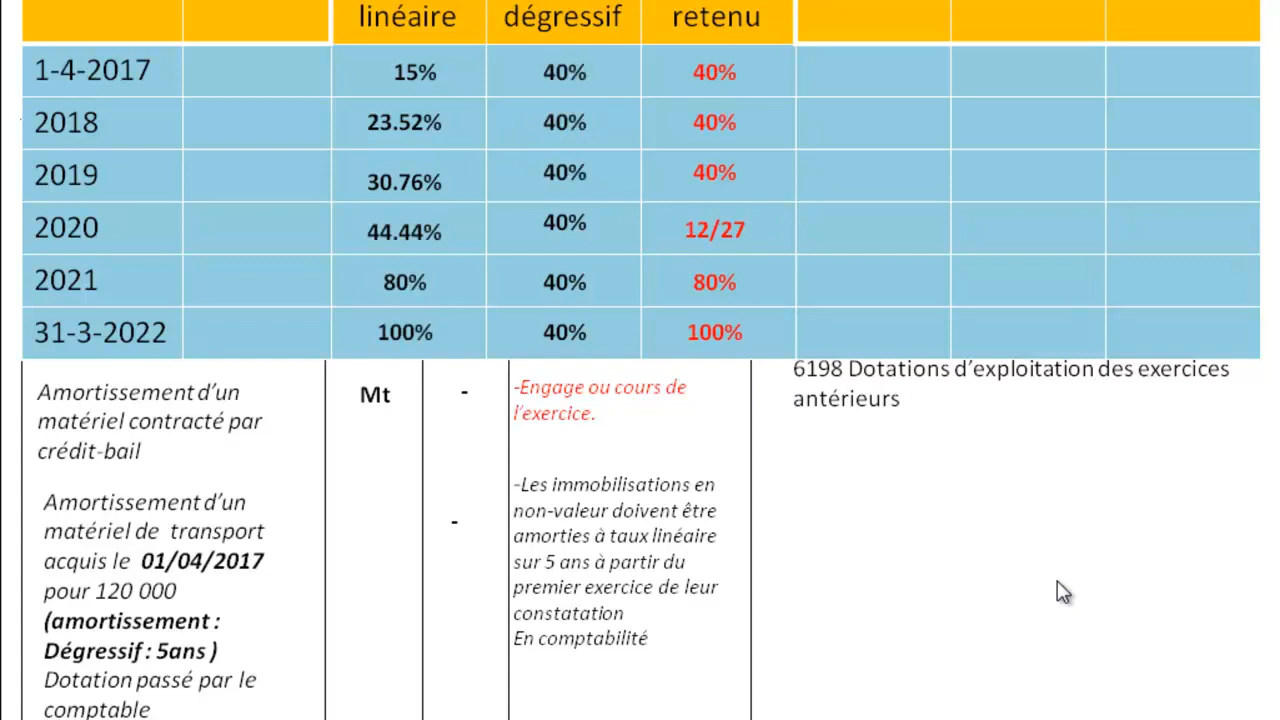 linéaire dégressif retenu
1-4-2017 15% 40% 40%
2018 23.52% 40% 40%
2019 30.76% 40% 40%
2020 44.44% 40% 12/27
2021 80% 40% 80%
31-3-2022 100% 40% 100%
Amortissement d’un
matériel contracté par
crédit-bail
Amortissement d’un
matériel de transport
acquis le 01/04/2017
pour 120 000
(amortissement :
Dégressif : 5ans )
Dotation passé par le
comptable
Mt
-
-
-Engage ou cours de
l’exercice.
-Les immobilisations en
non-valeur doivent être
amorties à taux linéaire
sur 5 ans à partir du
premier exercice de leur
constatation
En comptabilité
6198 Dotations d’exploitation des exercices
antérieurs